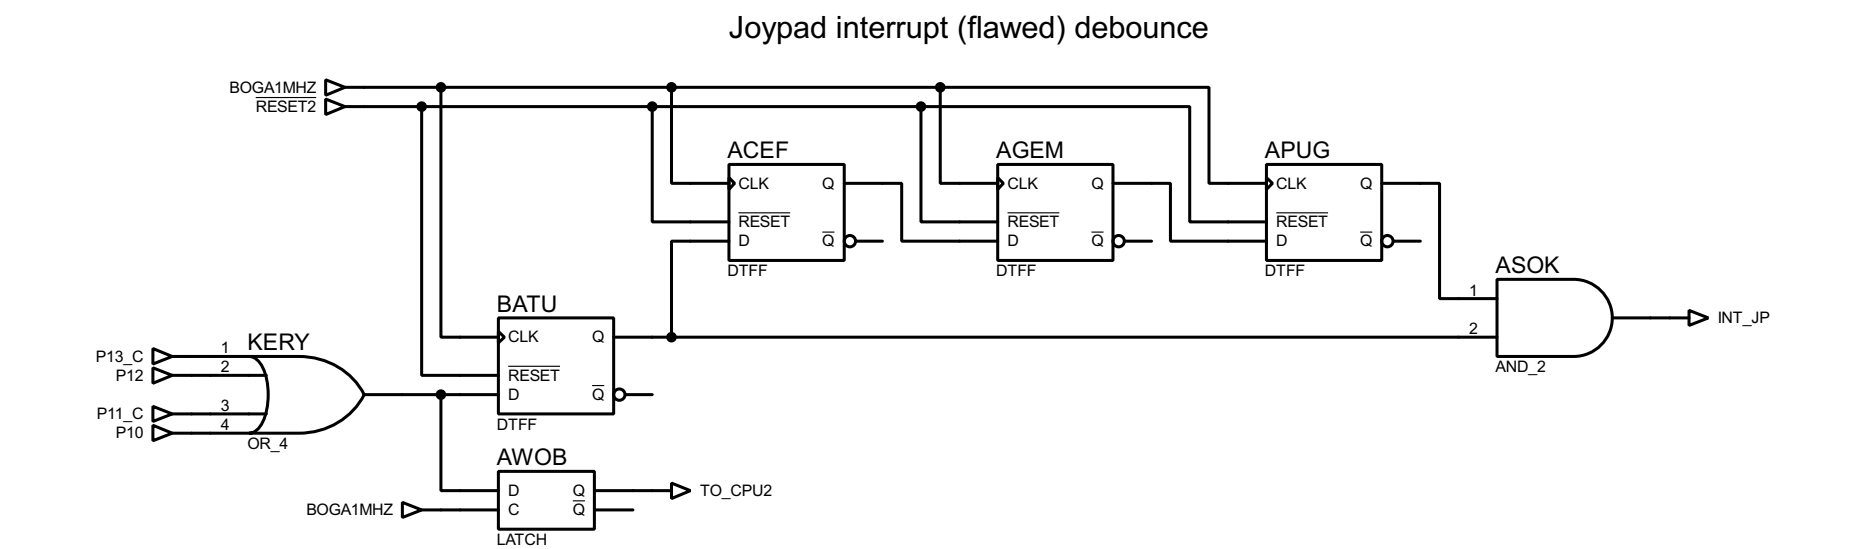 Joypad interrupt (flawed) debounce
BOGA1MHZ
RESET2
ACEF
CLK
Q
RESET
D
Q
DTFF
AGEM
CLK
Q
RESET
D
Q
DTFF
APUG
CLK
Q
RESET
D
Q
DTFF
ASOK
1
2
AND_2
INT_JP
BATU
CLK
Q
RESET
D
Q
DTFF
KERY
P13_C
1
P12
2
P11_C
3
P10
4
OR_4
AWOB
D
Q
C
Q
LATCH
BOGA1MHZ
TO_CPU2